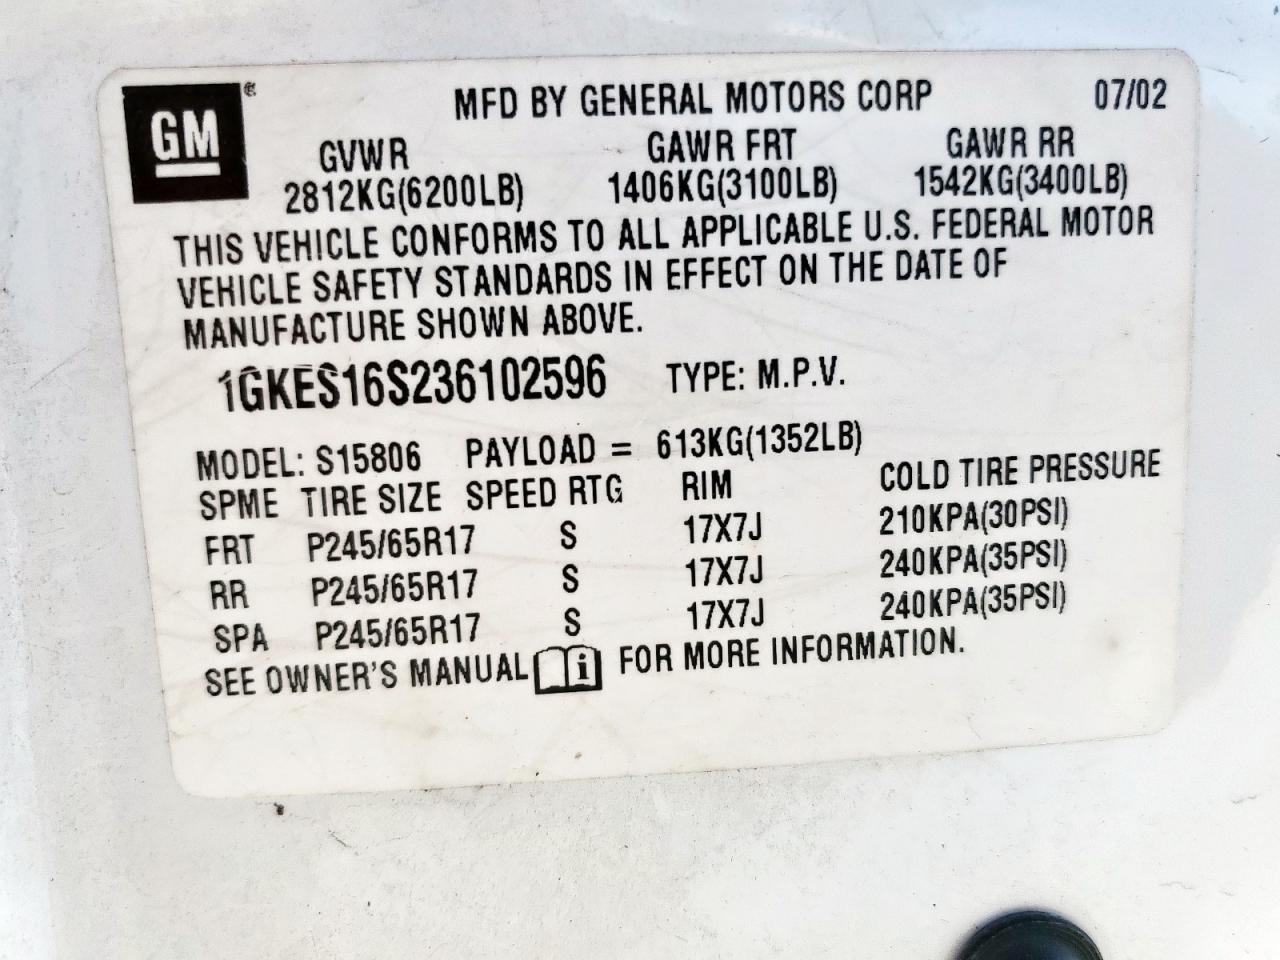 GM® MFD BY GENERAL MOTORS CORP 07/02
GVWR GAWR FRT GAWR RR
2812KG(6200LB) 1406KG(3100LB) 1542KG(3400LB)
THIS VEHICLE CONFORMS TO ALL APPLICABLE U.S. FEDERAL MOTOR
VEHICLE SAFETY STANDARDS IN EFFECT ON THE DATE OF
MANUFACTURE SHOWN ABOVE.
1GKES16S236102596 TYPE: M.P.V.
MODEL: S15806 PAYLOAD = 613KG(1352LB)
SPME TIRE SIZE SPEED RTG RIM COLD TIRE PRESSURE
FRT P245/65R17 S 17X7J 210KPA(30PSI)
RR P245/65R17 S 17X7J 240KPA(35PSI)
SPA P245/65R17 S 17X7J 240KPA(35PSI)
SEE OWNER'S MANUAL i FOR MORE INFORMATION.